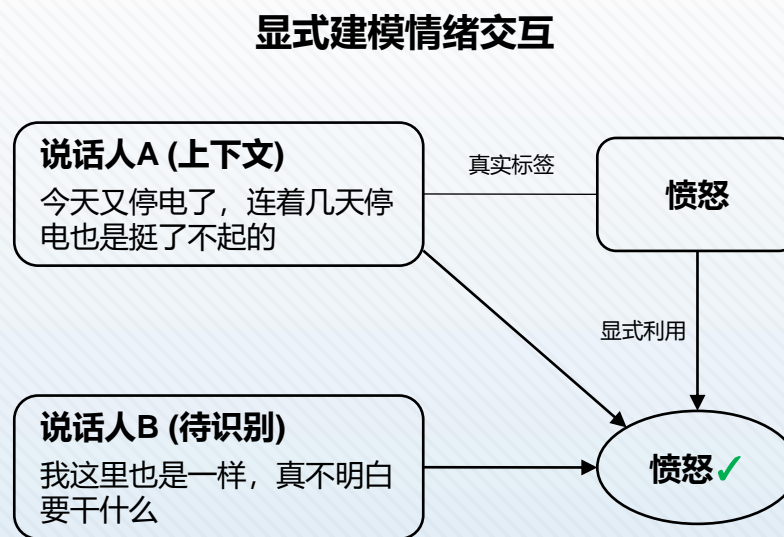 显式建模情绪交互
说话人A (上下文)
今天又停电了，连着几天停
电也是挺了不起的
真实标签
愤怒
显式利用
说话人B (待识别)
我这里也是一样，真不明白
要干什么
愤怒✓